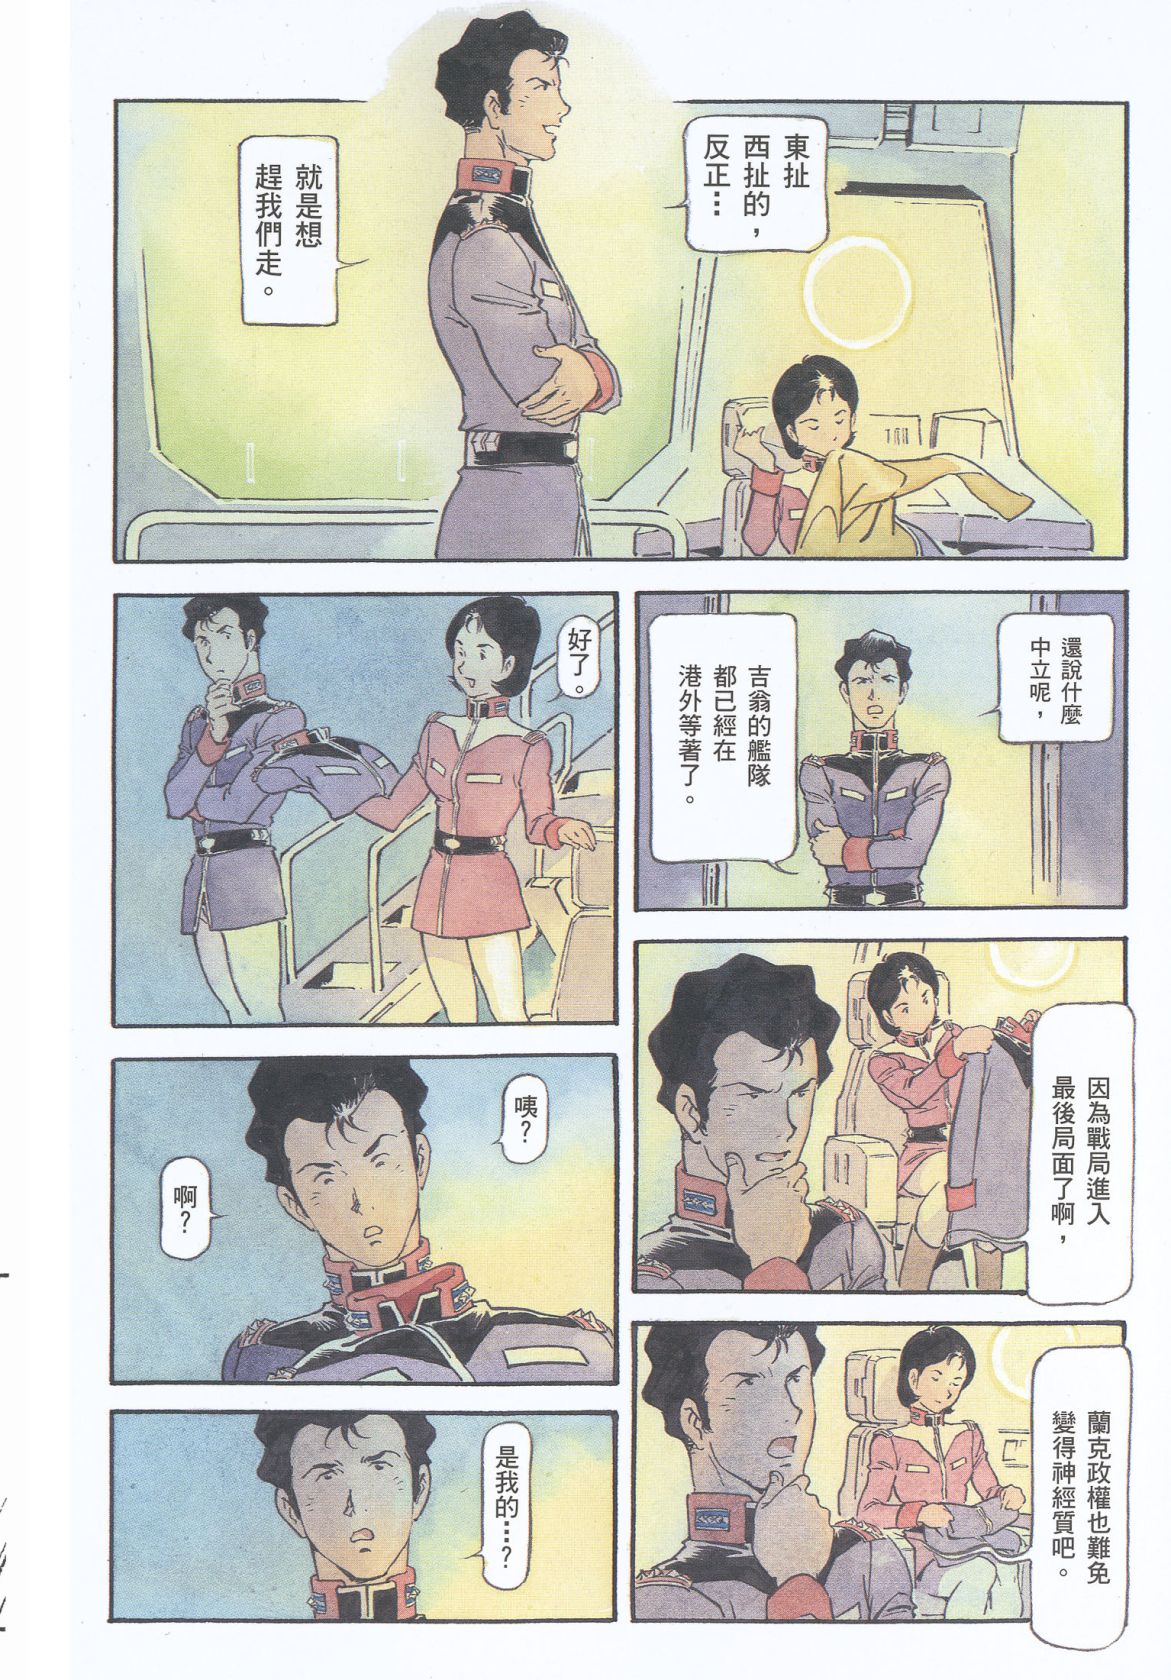 東扯
西扯的，
反正⋯
就是想
趕我們走。
還說什麼
中立呢，
吉翁的艦隊
都已經在
港外等著了。
因為戰局進入
最後局面了啊，
蘭克政權也難免
變得神經質吧。
好了。
咦？
啊？
是我的⋯？